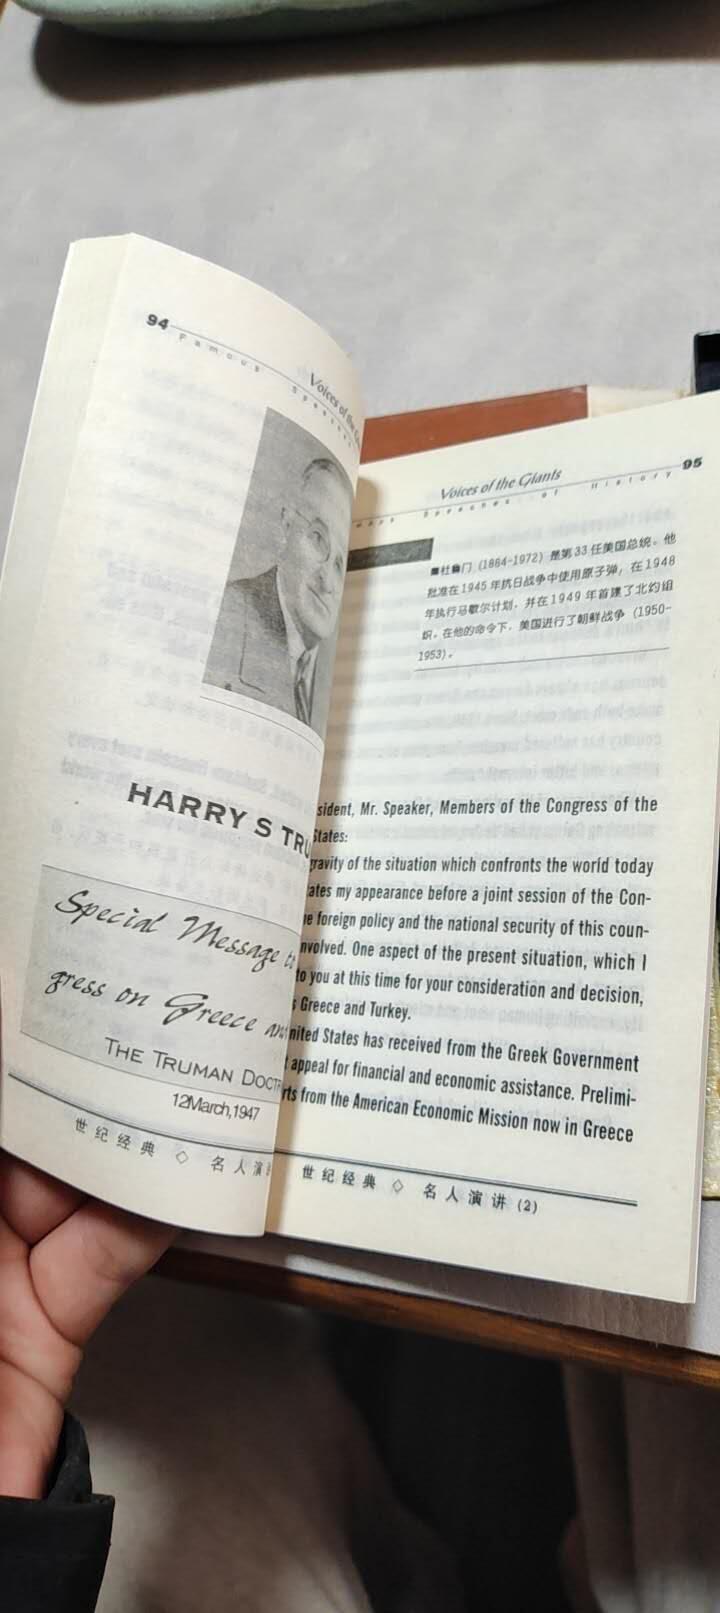 94
Famous Speeches
Voices of the
HARRY S TRU
Special Message to
gress on Greece
THE TRUMAN DOCT
12March,1947
世纪经典 ◇ 名人演
Voices of the Giants
95
Speeches of History
■杜鲁门(1884-1972)是第33任美国总统。他
批准在1945年抗日战争中使用原子弹,在1948
年执行马歇尔计划,并在1949年首建了北约组
织。在他的命令下,美国进行了朝鲜战争(1950-
1953)。
sident, Mr. Speaker, Members of the Congress of the
States:
gravity of the situation which confronts the world today
ates my appearance before a joint session of the Con-
e foreign policy and the national security of this coun-
nvolved. One aspect of the present situation, which I
to you at this time for your consideration and decision,
s Greece and Turkey.
nited States has received from the Greek Government
t appeal for financial and economic assistance. Prelimi-
rts from the American Economic Mission now in Greece
世纪经典 ◇ 名人演讲(2)